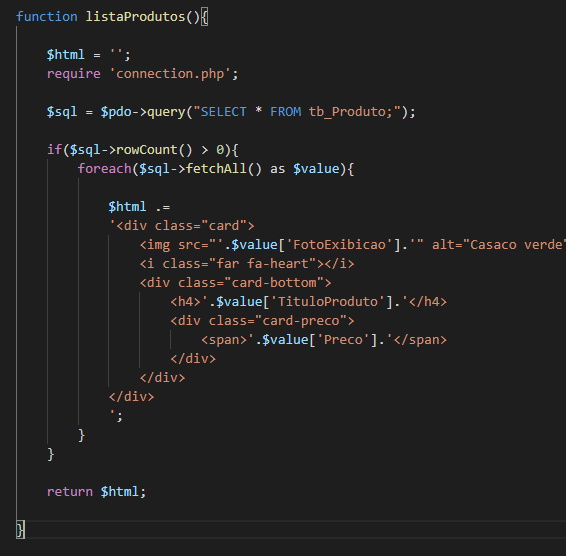 function listaProdutos(){
$html = '';
require 'connection.php';
$sql = $pdo->query("SELECT * FROM tb_Produto;");
if($sql->rowCount() > 0){
foreach($sql->fetchAll() as $value){
$html .=
'<div class="card">
<img src="'.$value['FotoExibicao'].'" alt="Casaco verde"
<i class="far fa-heart"></i>
<div class="card-bottom">
<h4>'.$value['TituloProduto'].'</h4>
<div class="card-preco">
<span>'.$value['Preco'].'</span>
</div>
</div>
</div>
';
}
}
return $html;
}